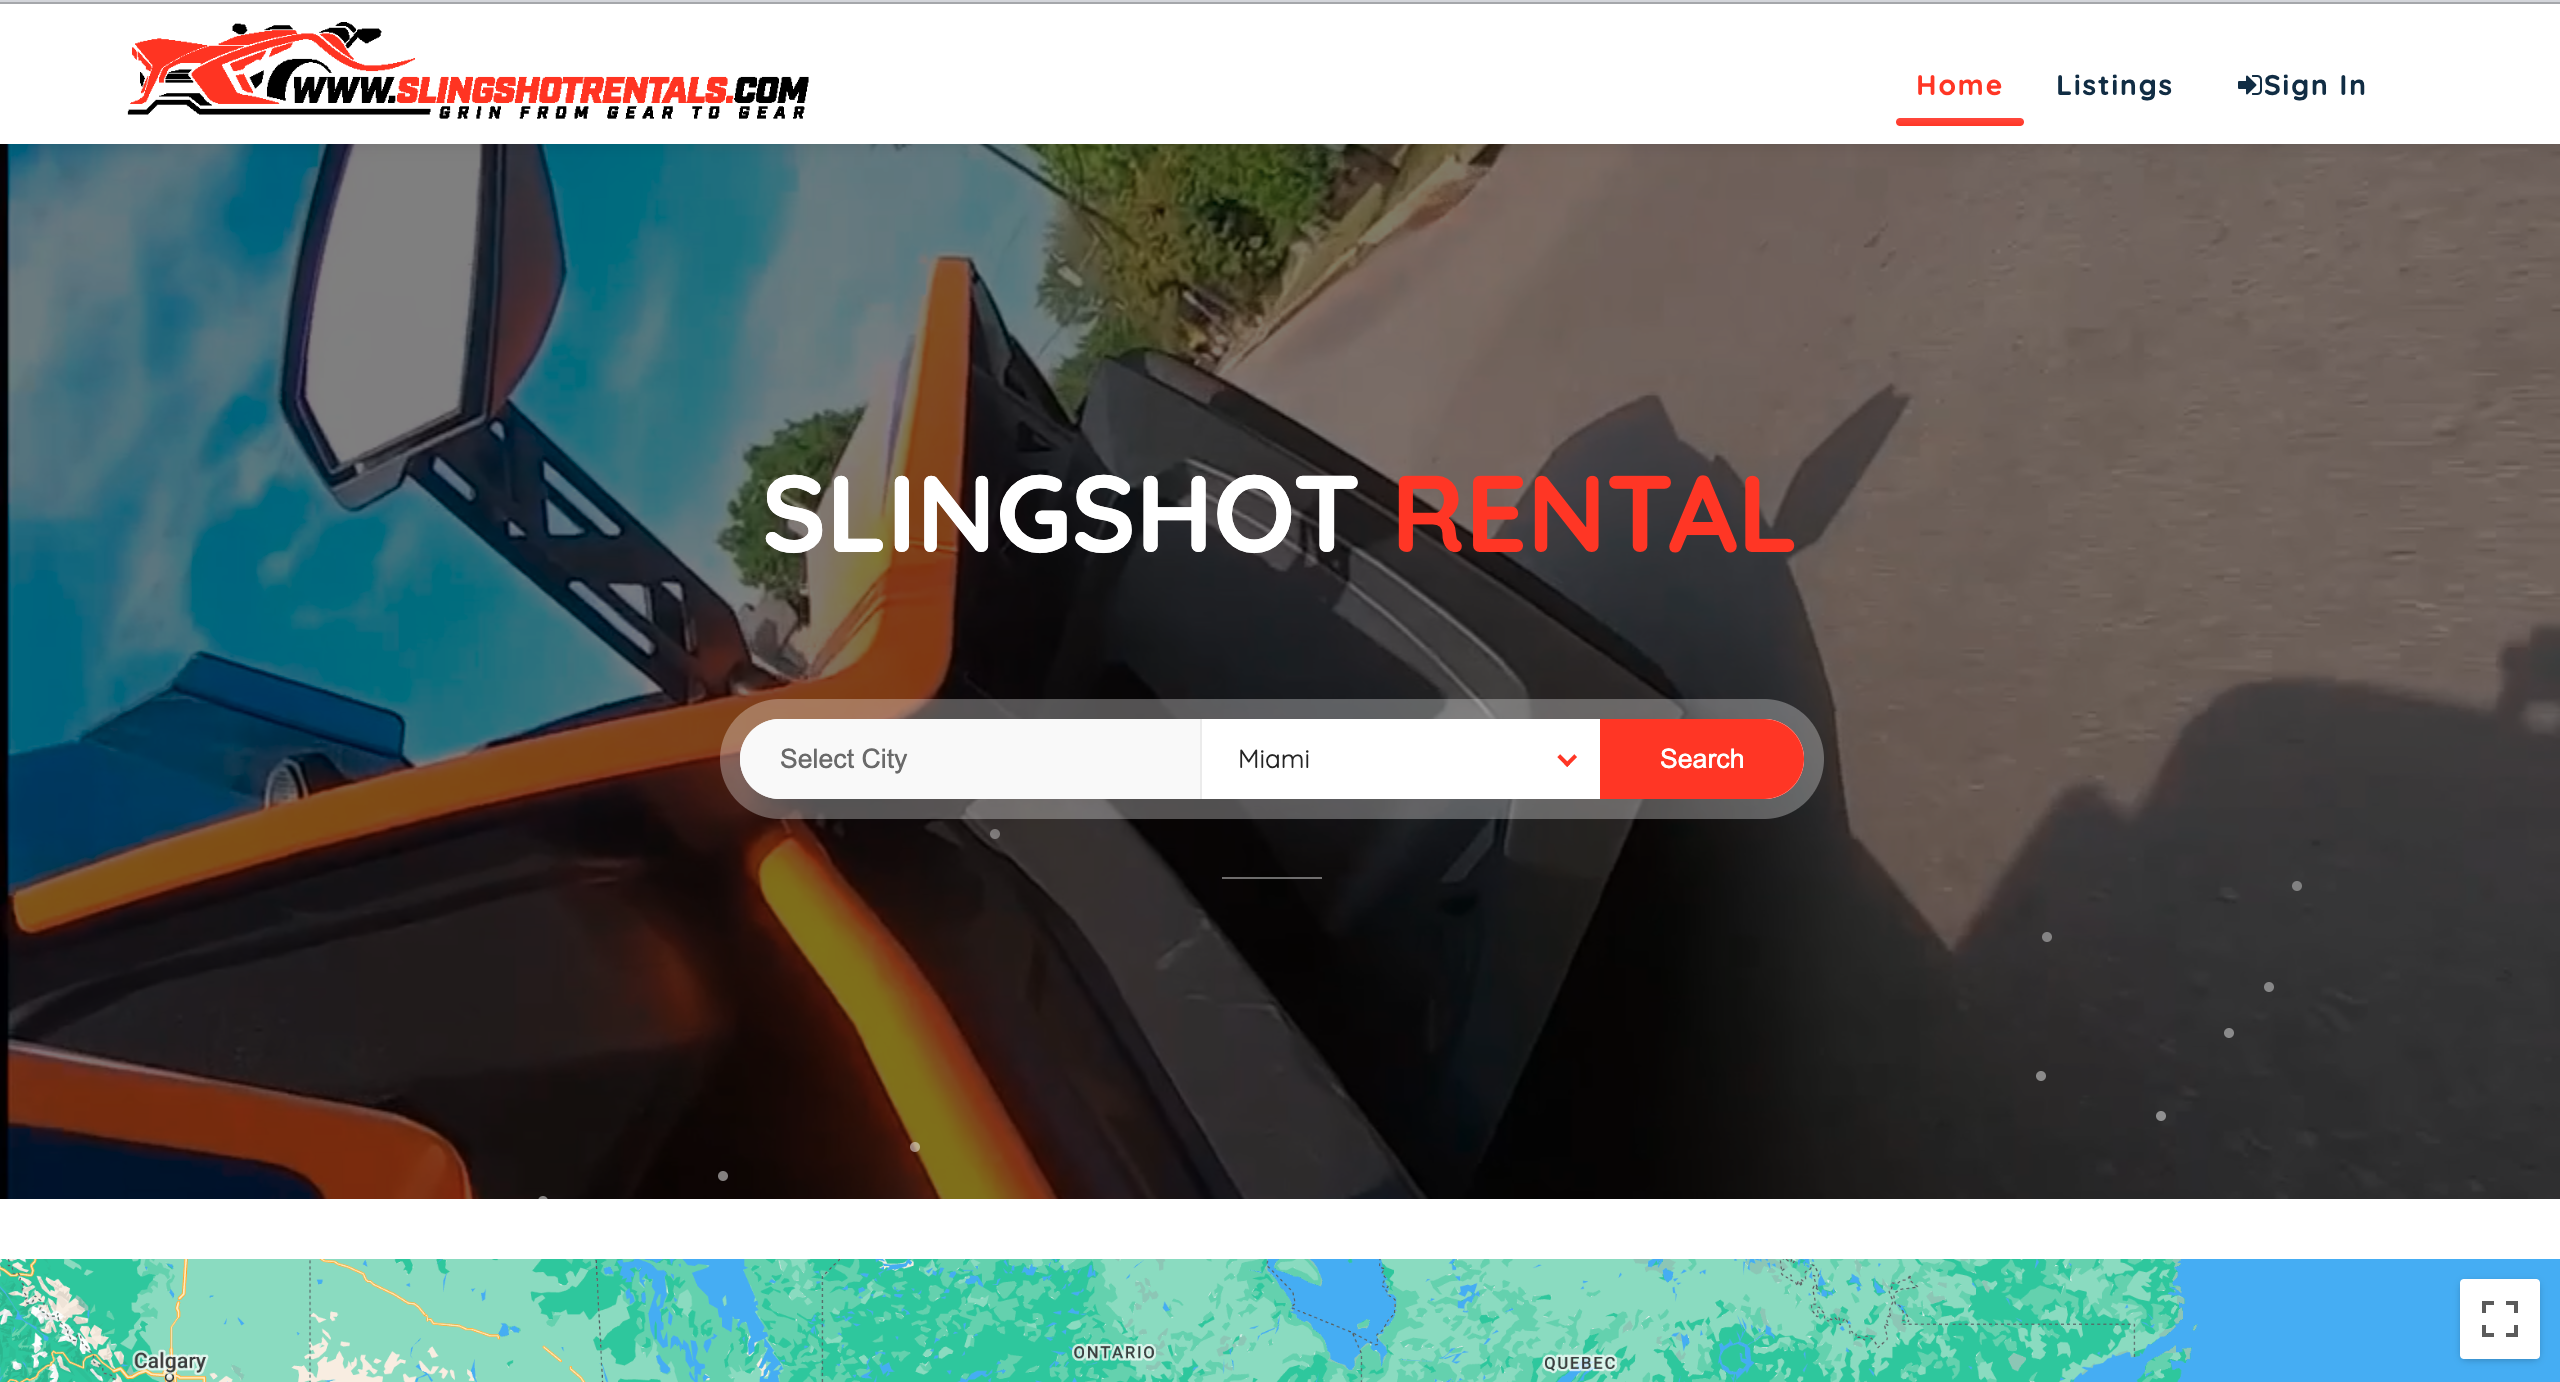 WWW.SLINGSHOTRENTALS.COM
GRIN FROM GEAR TO GEAR
Home Listings Sign In
SLINGSHOT RENTAL
Select City Miami Search
Calgary
ONTARIO
QUEBEC